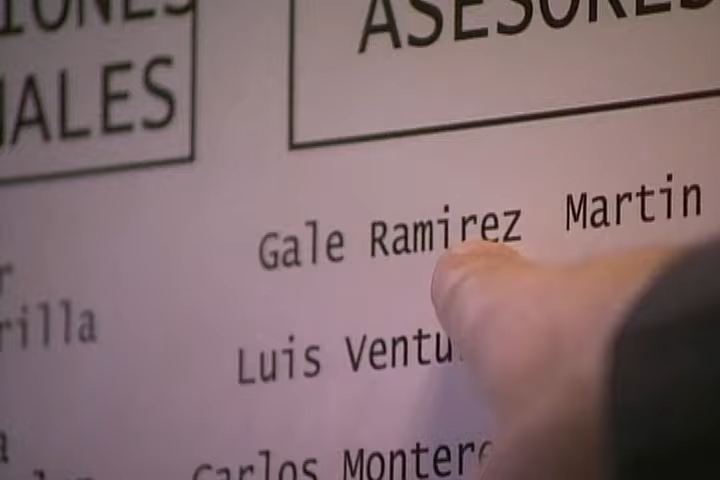 ASESORES
ALES
Gale Ramirez Martin
rilla
Luis Ventu
Carlos Monter